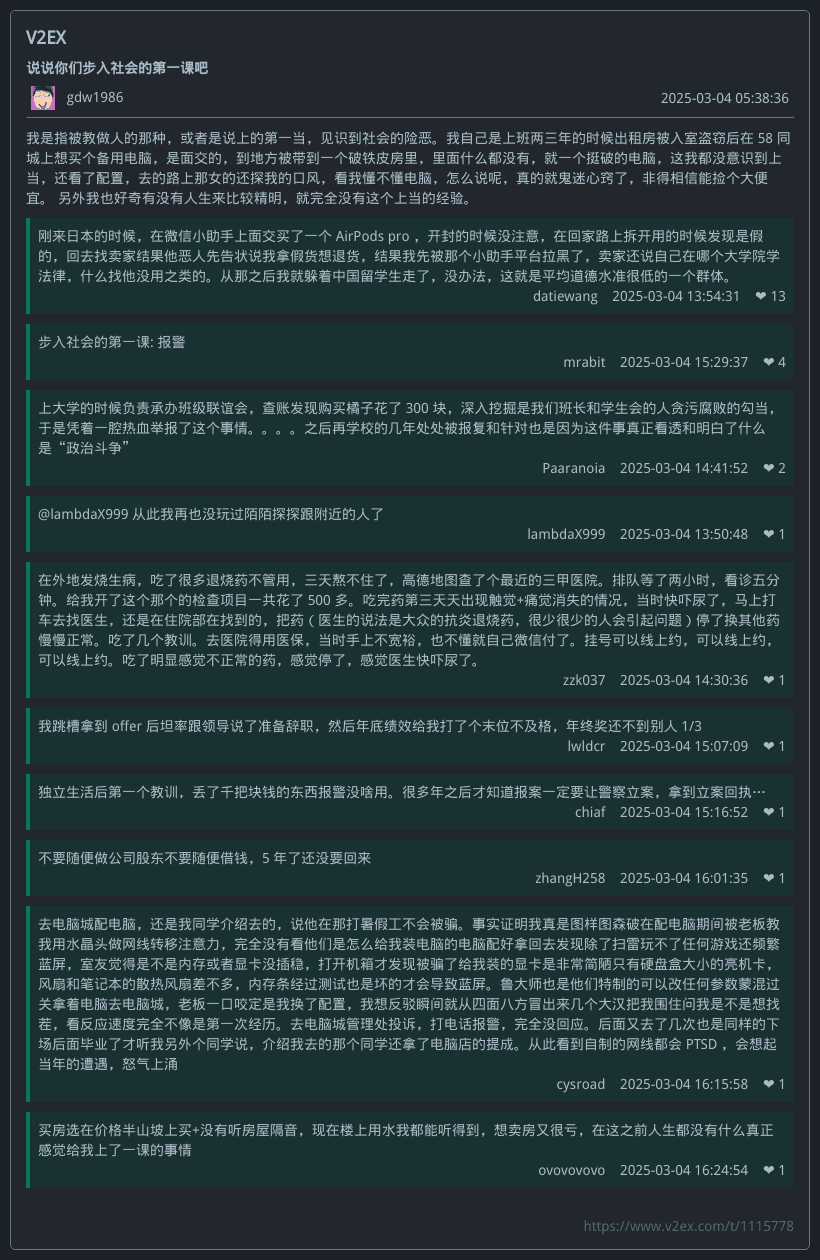 V2EX
说说你们步入社会的第一课吧
gdw1986 2025-03-04 05:38:36
我是指被教做人的那种，或者是说上的第一当，见识到社会的险恶。我自己是上班两三年的时候出租房被入室盗窃后在 58 同
城上想买个备用电脑，是面交的，到地方被带到一个破铁皮房里，里面什么都没有，就一个挺破的电脑，这我都没意识到上
当，还看了配置，去的路上那女的还探我的口风，看我懂不懂电脑，怎么说呢，真的就鬼迷心窍了，非得相信能捡个大便
宜。 另外我也好奇有没有人生来比较精明，就完全没有这个上当的经验。
刚来日本的时候，在微信小助手上面交买了一个 AirPods pro ，开封的时候没注意，在回家路上拆开用的时候发现是假
的，回去找卖家结果他恶人先告状说我拿假货想退货，结果我先被那个小助手平台拉黑了，卖家还说自己在哪个大学院学
法律，什么找他没用之类的。从那之后我就躲着中国留学生走了，没办法，这就是平均道德水准很低的一个群体。
datiewang 2025-03-04 13:54:31 ❤ 13
步入社会的第一课: 报警
mrabit 2025-03-04 15:29:37 ❤ 4
上大学的时候负责承办班级联谊会，查账发现购买橘子花了 300 块，深入挖掘是我们班长和学生会的人贪污腐败的勾当，
于是凭着一腔热血举报了这个事情。。。。之后再学校的几年处处被报复和针对也是因为这件事真正看透和明白了什么
是“政治斗争”
Paaranoia 2025-03-04 14:41:52 ❤ 2
@lambdaX999 从此我再也没玩过陌陌探探跟附近的人了
lambdaX999 2025-03-04 13:50:48 ❤ 1
在外地发烧生病，吃了很多退烧药不管用，三天熬不住了，高德地图查了个最近的三甲医院。排队等了两小时，看诊五分
钟。给我开了这个那个的检查项目一共花了 500 多。吃完药第三天天出现触觉+痛觉消失的情况，当时快吓尿了，马上打
车去找医生，还是在住院部在找到的，把药（医生的说法是大众的抗炎退烧药，很少很少的人会引起问题）停了换其他药
慢慢正常。吃了几个教训。去医院得用医保，当时手上不宽裕，也不懂就自己微信付了。挂号可以线上约，可以线上约，
可以线上约。吃了明显感觉不正常的药，感觉停了，感觉医生快吓尿了。
zzk037 2025-03-04 14:30:36 ❤ 1
我跳槽拿到 offer 后坦率跟领导说了准备辞职，然后年底绩效给我打了个末位不及格，年终奖还不到别人 1/3
lwldcr 2025-03-04 15:07:09 ❤ 1
独立生活后第一个教训，丢了千把块钱的东西报警没啥用。很多年之后才知道报案一定要让警察立案，拿到立案回执…
chiaf 2025-03-04 15:16:52 ❤ 1
不要随便做公司股东不要随便借钱，5 年了还没要回来
zhangH258 2025-03-04 16:01:35 ❤ 1
去电脑城配电脑，还是我同学介绍去的，说他在那打暑假工不会被骗。事实证明我真是图样图森破在配电脑期间被老板教
我用水晶头做网线转移注意力，完全没有看他们是怎么给我装电脑的电脑配好拿回去发现除了扫雷玩不了任何游戏还频繁
蓝屏，室友觉得是不是内存或者显卡没插稳，打开机箱才发现被骗了给我装的显卡是非常简陋只有硬盘盒大小的亮机卡，
风扇和笔记本的散热风扇差不多，内存条经过测试也是坏的才会导致蓝屏。鲁大师也是他们特制的可以改任何参数蒙混过
关拿着电脑去电脑城，老板一口咬定是我换了配置，我想反驳瞬间就从四面八方冒出来几个大汉把我围住问我是不是想找
茬，看反应速度完全不像是第一次经历。去电脑城管理处投诉，打电话报警，完全没回应。后面又去了几次也是同样的下
场后面毕业了才听我另外个同学说，介绍我去的那个同学还拿了电脑店的提成。从此看到自制的网线都会 PTSD ，会想起
当年的遭遇，怒气上涌
cysroad 2025-03-04 16:15:58 ❤ 1
买房选在价格半山坡上买+没有听房屋隔音，现在楼上用水我都能听得到，想卖房又很亏，在这之前人生都没有什么真正
感觉给我上了一课的事情
ovovovovo 2025-03-04 16:24:54 ❤ 1
https://www.v2ex.com/t/1115778